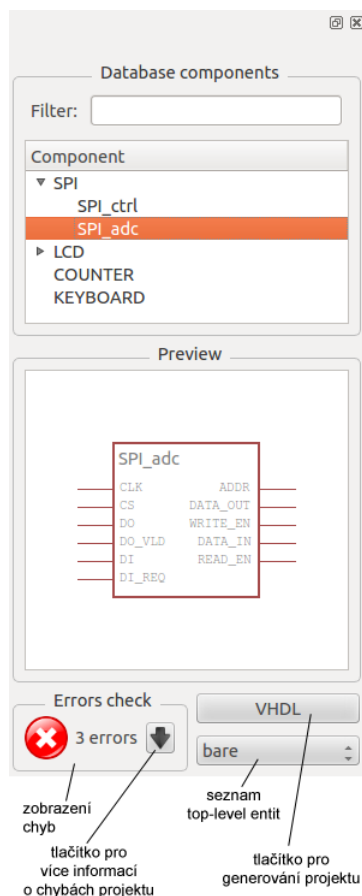 Database components
Filter:
Component
SPI
SPI_ctrl
SPI_adc
LCD
COUNTER
KEYBOARD
Preview
SPI_adc
CLK ADDR
CS DATA_OUT
DO WRITE_EN
DO_VLD DATA_IN
DI READ_EN
DI_REQ
Errors check
3 errors
VHDL
bare
zobrazení
chyb
seznam
top-level entit
tlačítko pro
více informací
o chybách projektu
tlačítko pro
generování projektu